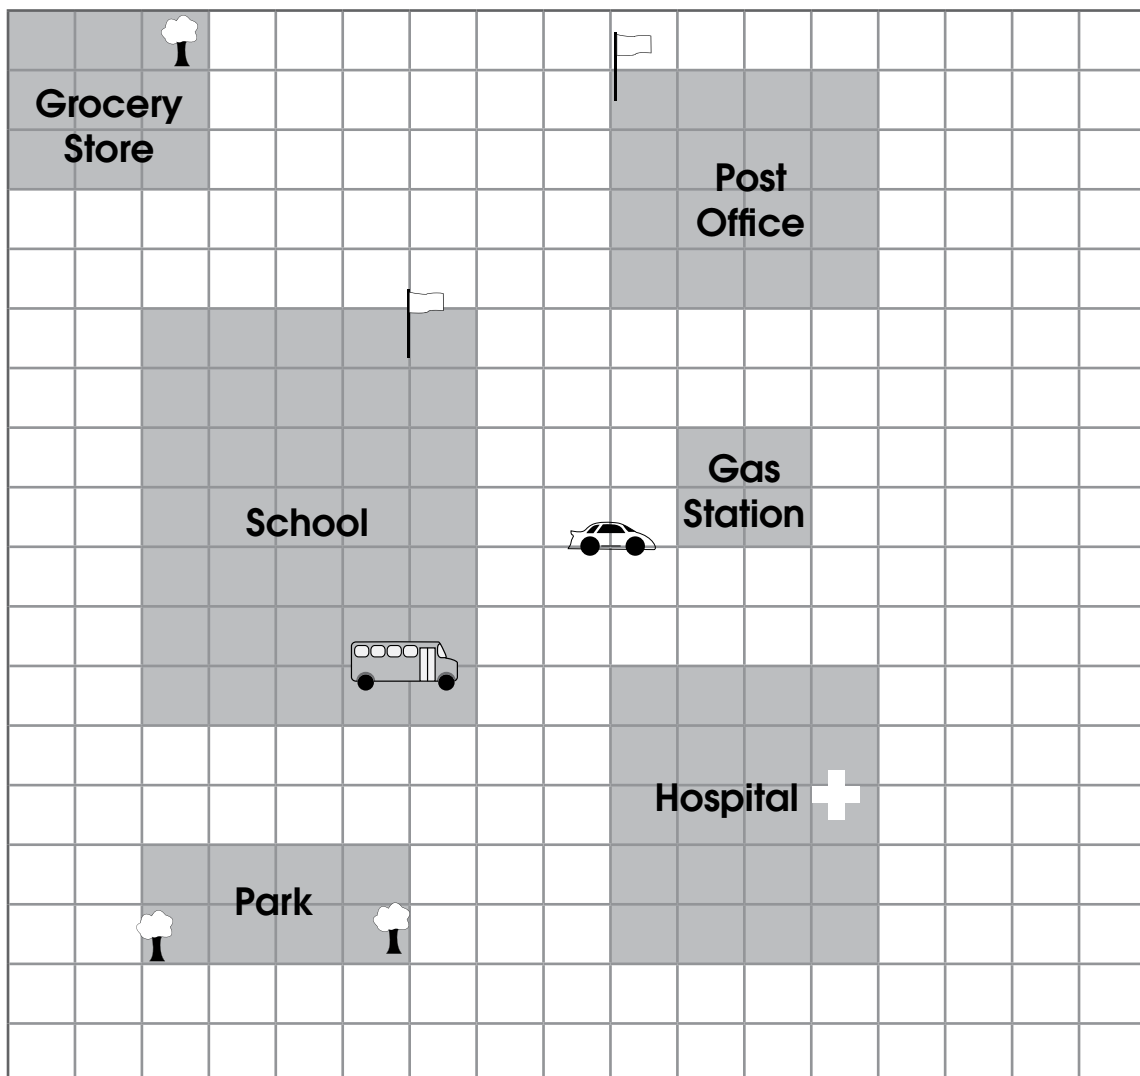 Grocery
Store
Post
Office
Gas
Station
School
Hospital
Park